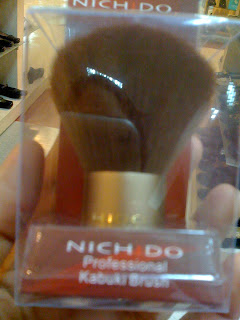 NICH DO
NICH DO
Professional
Kabuki Brush